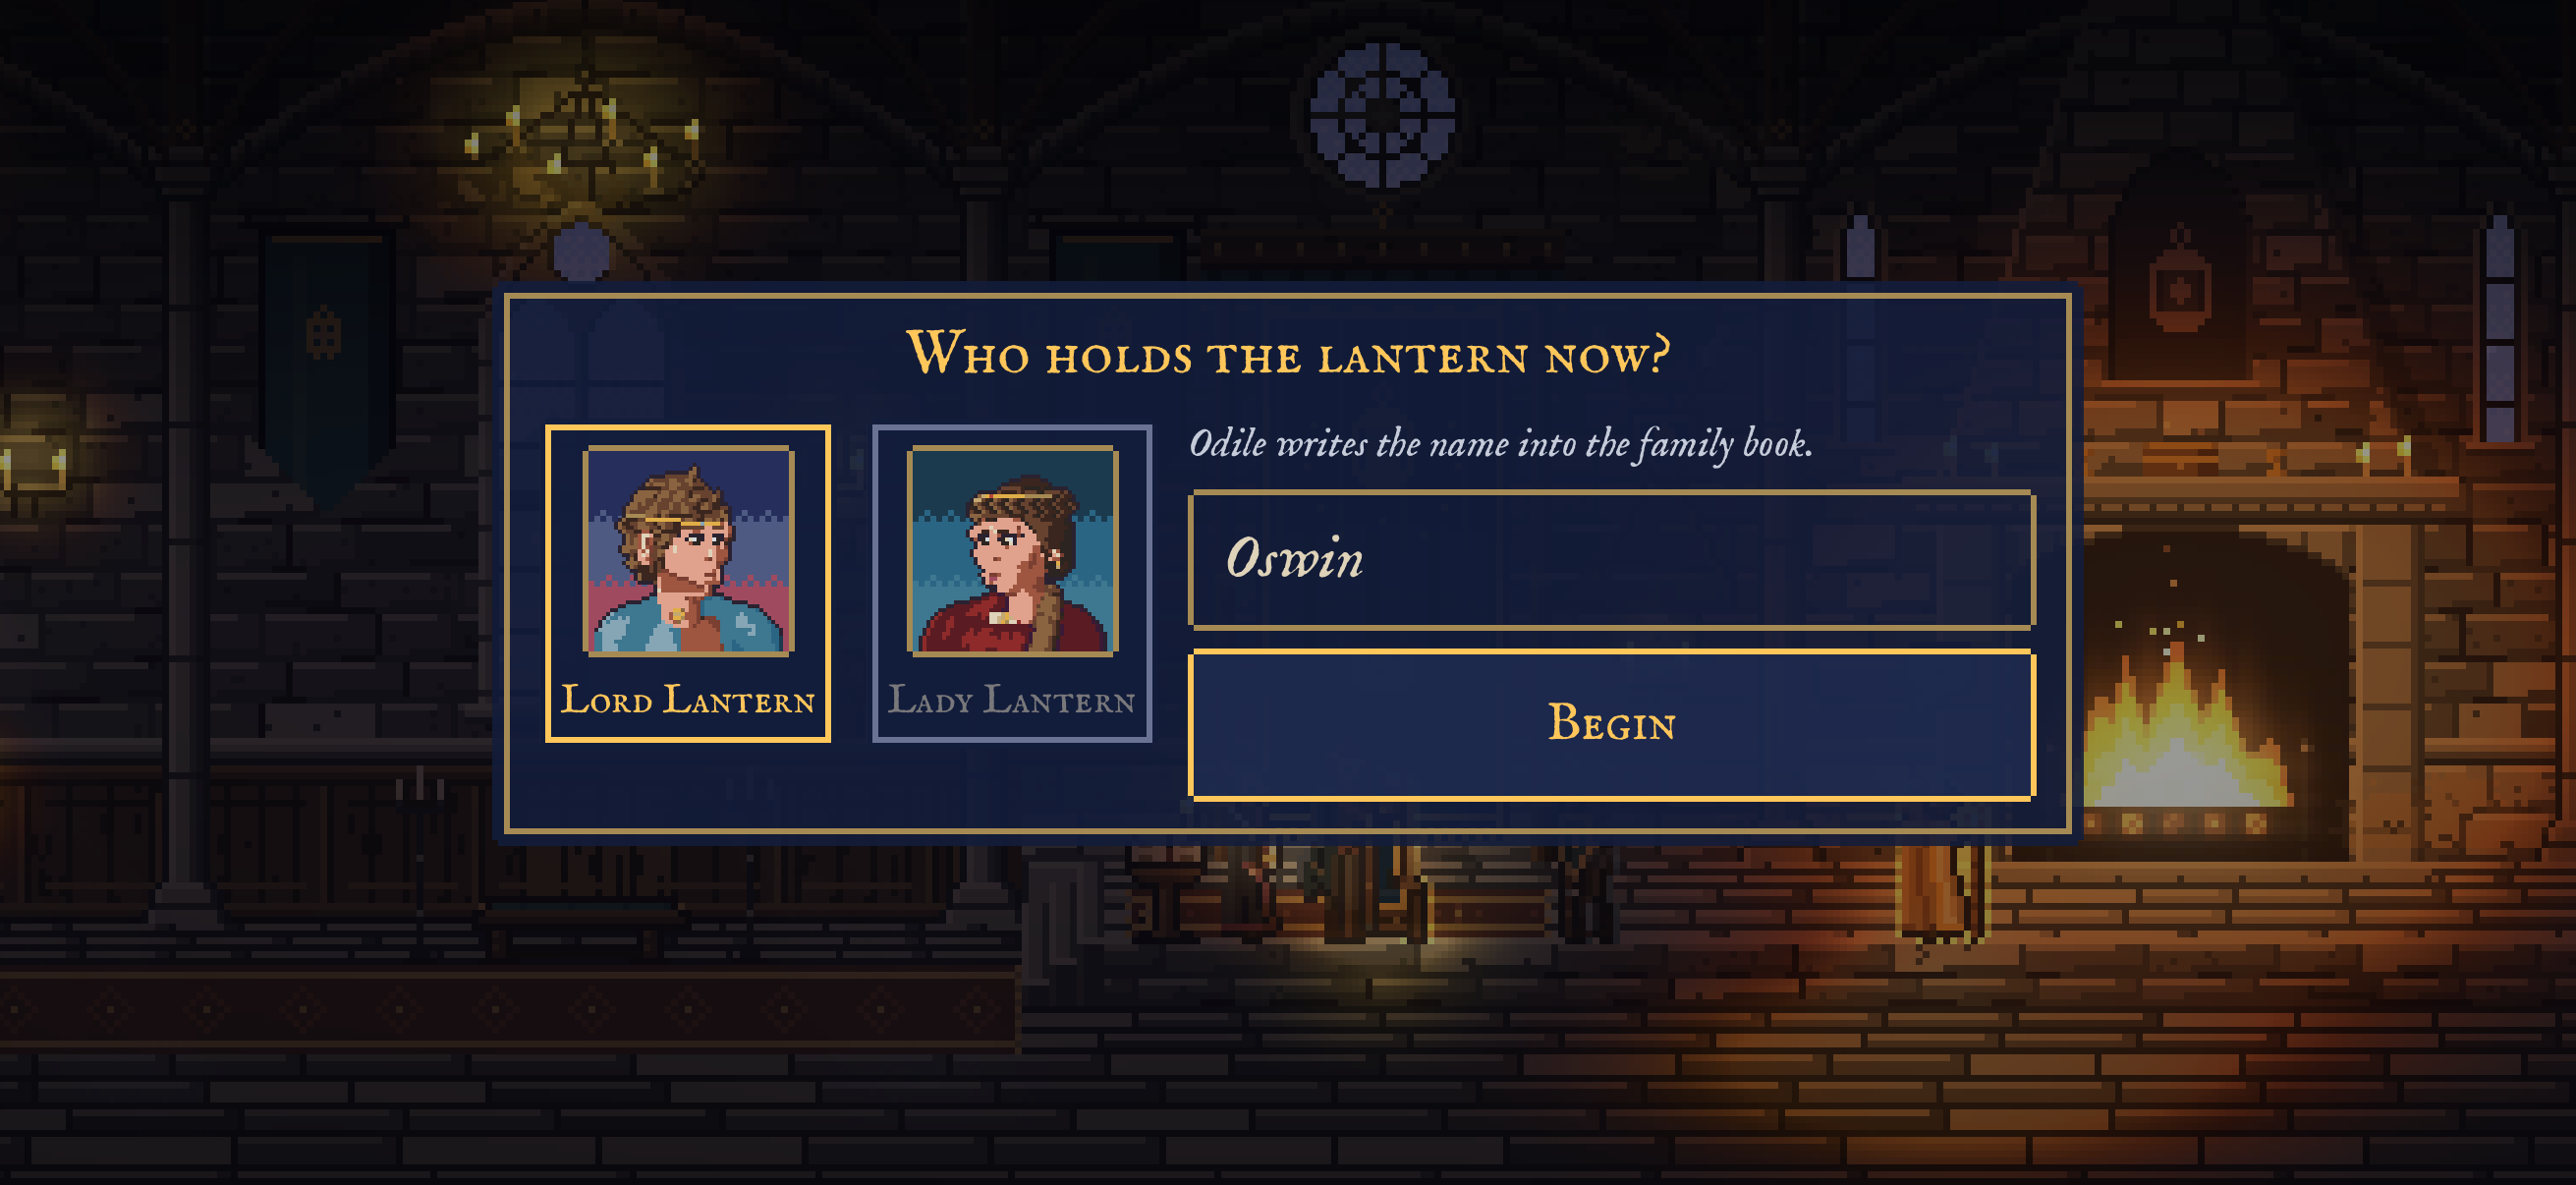 Who holds the lantern now?
Odile writes the name into the family book.
Oswin
Lord Lantern
Lady Lantern
Begin